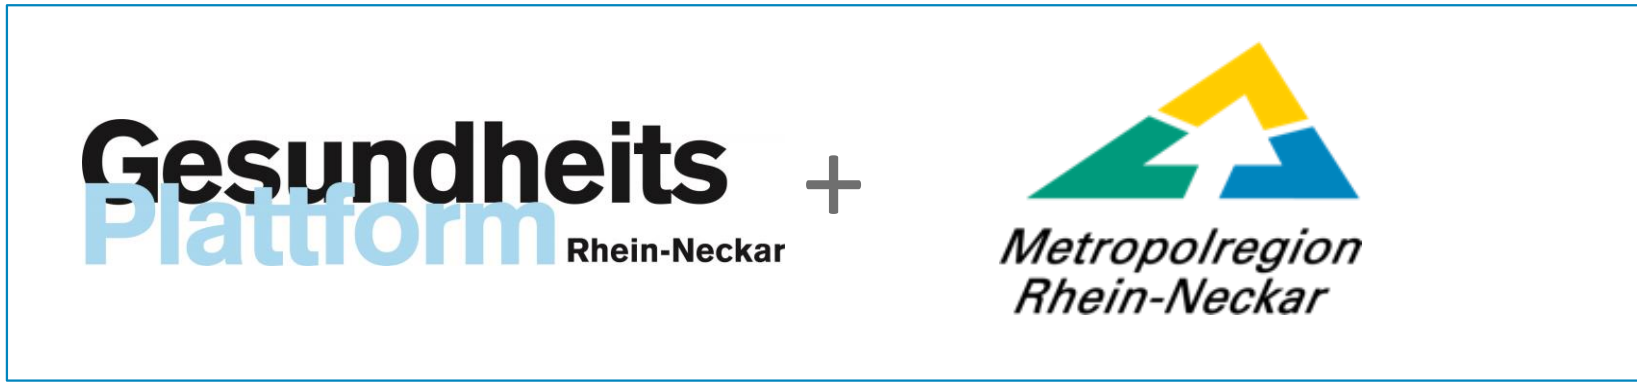 Gesundheits
Plattform Rhein-Neckar
+
Metropolregion
Rhein-Neckar